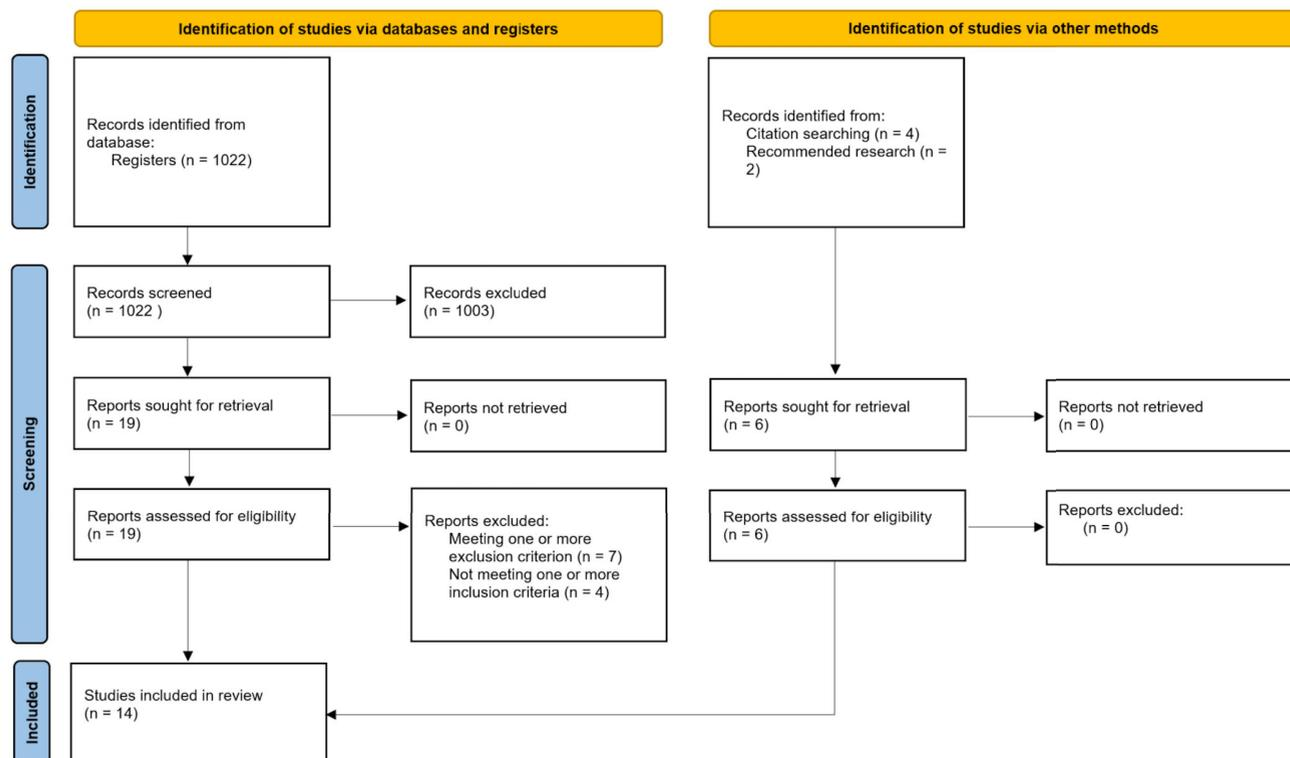 Identification of studies via databases and registers
Identification of studies via other methods
Identification
Records identified from
database:
Registers (n = 1022)
Records identified from:
Citation searching (n = 4)
Recommended research (n =
2)
Screening
Records screened
(n = 1022 )
Records excluded
(n = 1003)
Reports sought for retrieval
(n = 19)
Reports not retrieved
(n = 0)
Reports sought for retrieval
(n = 6)
Reports not retrieved
(n = 0)
Reports assessed for eligibility
(n = 19)
Reports excluded:
Meeting one or more
exclusion criterion (n = 7)
Not meeting one or more
inclusion criteria (n = 4)
Reports assessed for eligibility
(n = 6)
Reports excluded:
(n = 0)
Included
Studies included in review
(n = 14)